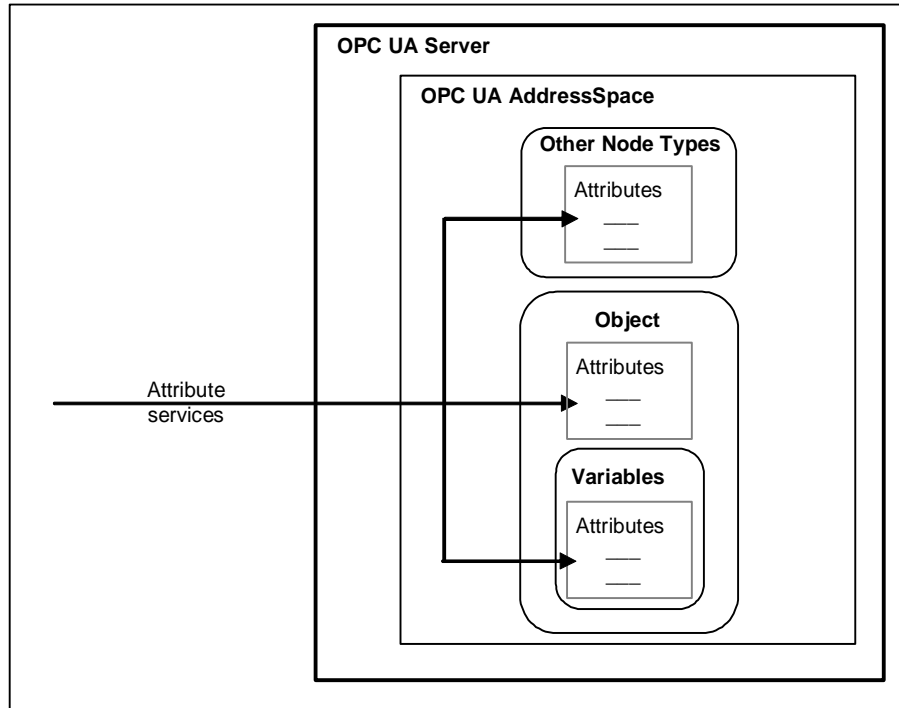 OPC UA Server
OPC UA AddressSpace
Other Node Types
Attributes
Object
Attributes
Attribute
services
Variables
Attributes